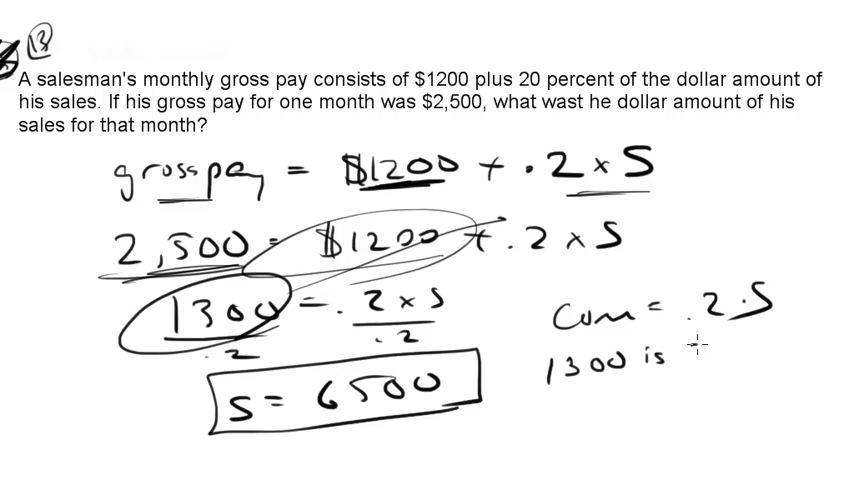 13
A salesman's monthly gross pay consists of $1200 plus 20 percent of the dollar amount of
his sales. If his gross pay for one month was $2,500, what wast he dollar amount of his
sales for that month?
gross pay = $1200 + .2 x S
2,500 = $1200 + .2 x S
1300 = .2 x S
.2 .2
S = 6500
Com = .2 . S
1300 is